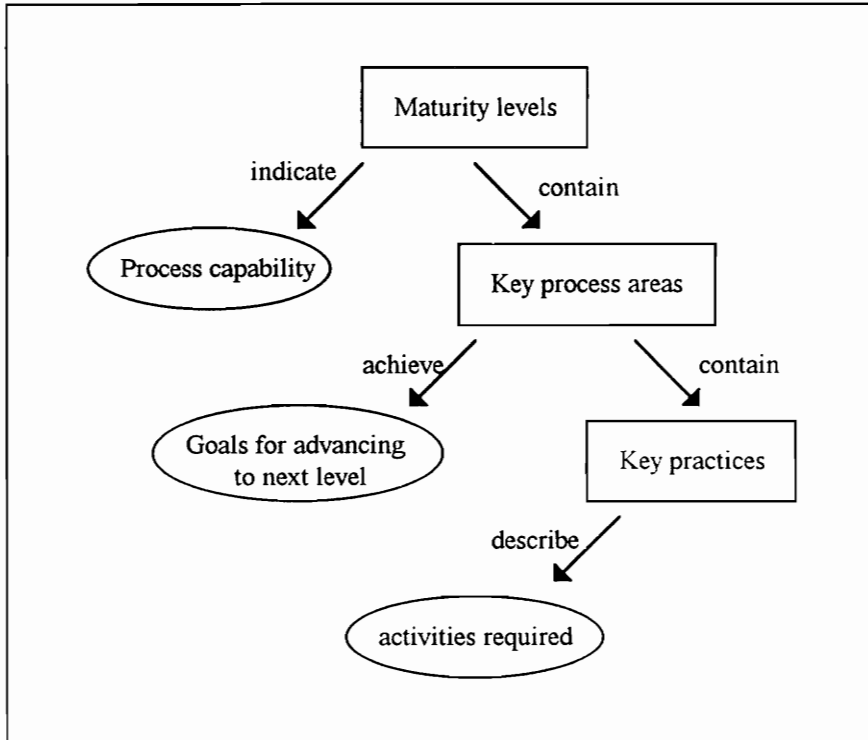 Maturity levels
indicate
contain
Process capability
Key process areas
achieve
contain
Goals for advancing
to next level
Key practices
describe
activities required